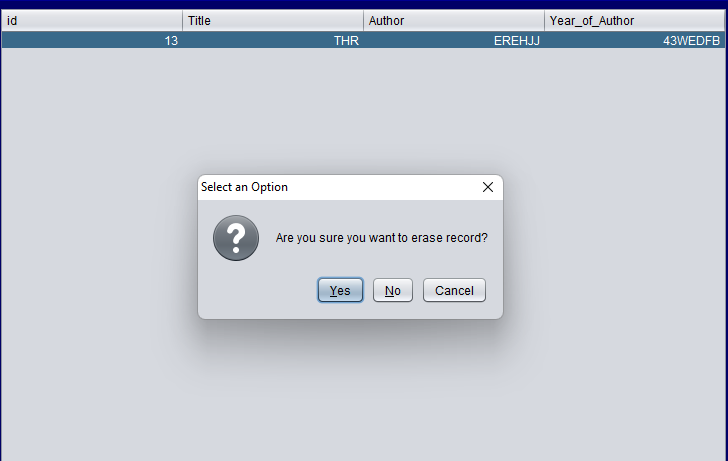 id Title Author Year_of_Author
13 THR EREHJJ 43WEDFB
Select an Option
Are you sure you want to erase record?
Yes No Cancel